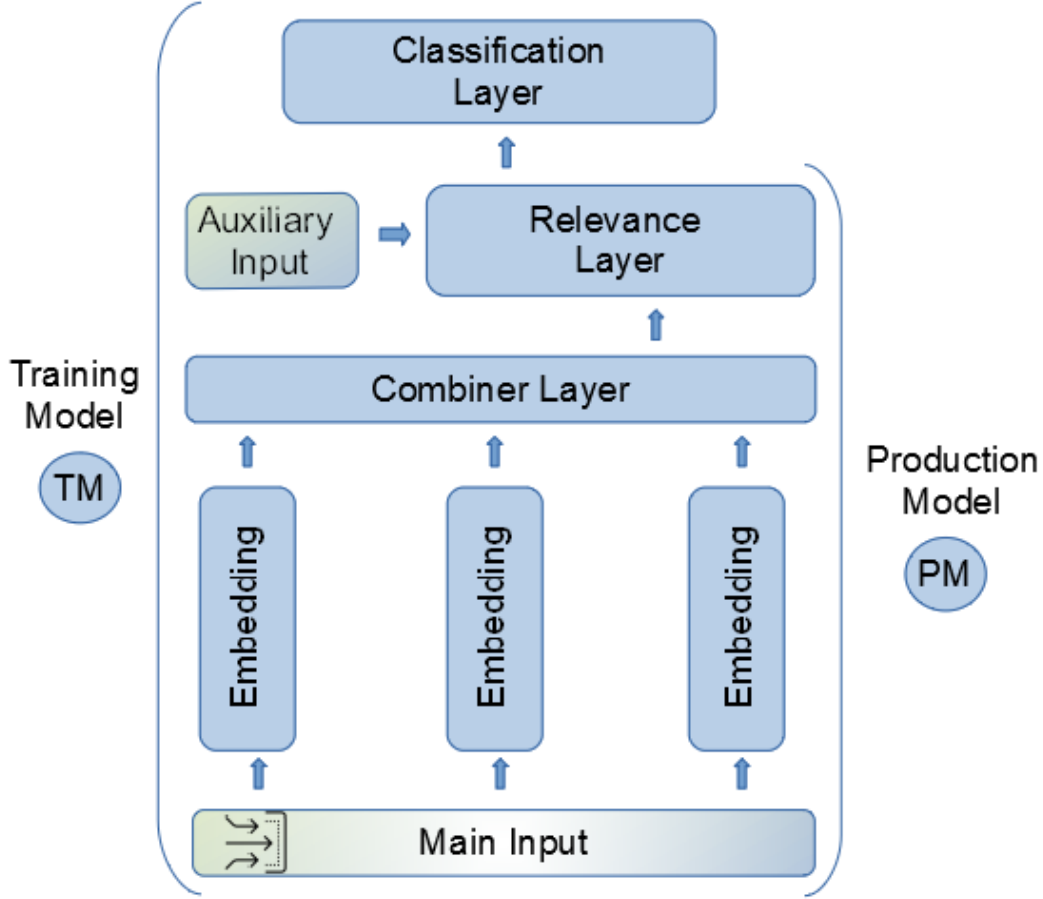 Classification
Layer
Auxiliary
Input
Relevance
Layer
Training
Model
TM
Combiner Layer
Production
Model
PM
Embedding
Embedding
Embedding
Main Input